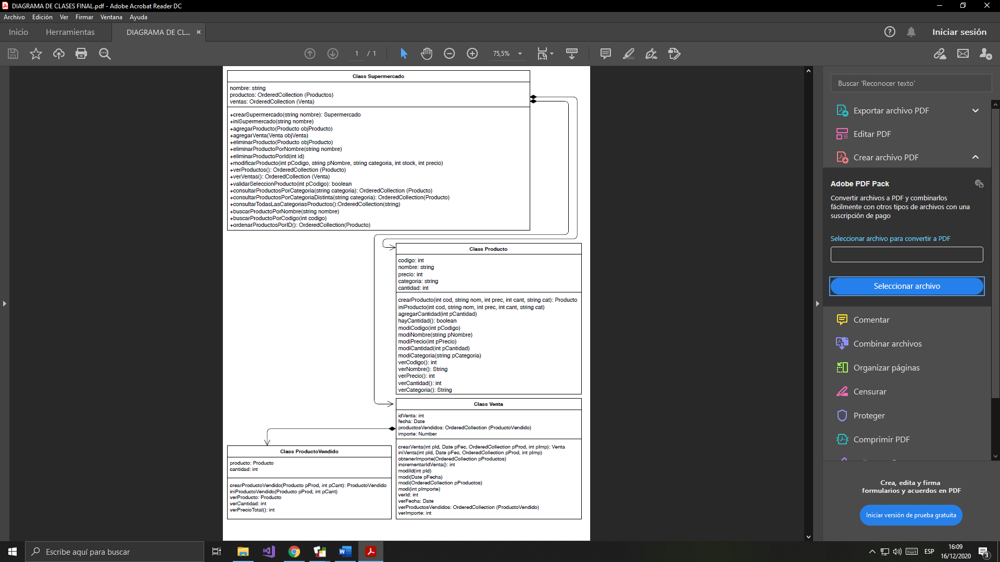 DIAGRAMA DE CLASES FINAL.pdf - Adobe Acrobat Reader DC
Archivo Edición Ver Firmar Ventana Ayuda
Inicio Herramientas DIAGRAMA DE CL... × Iniciar sesión
1 / 1 75,5%
Class Supermercado
nombre: string
productos: OrderedCollection (Productos)
ventas: OrderedCollection (Venta)
+crearSupermercado(string nombre): Supermercado
+iniSupermercado(string nombre)
+agregarProducto(Producto objProducto)
+agregarVenta(Venta objVenta)
+eliminarProducto(Producto objProducto)
+eliminarProductoPorNombre(string nombre)
+eliminarProductoPorId(int id)
+modificarProducto(int pCodigo, string pNombre, string categoria, int stock, int precio)
+verProductos(): OrderedCollection (Producto)
+verVentas(): OrderedCollection (Venta)
+validarSeleccionProducto(int pCodigo): boolean
+consultarProductosPorCategoria(string categoria): OrderedCollection (Producto)
+consultarProductosPorCategoriaDistinta(string categoria): OrderedCollection(Producto)
+consultarTodasLasCategoriasProductos():OrderedCollection(string)
+buscarProductoPorNombre(string nombre)
+buscarProductoPorCodigo(int codigo)
+ordenarProductosPorID(): OrderedCollection(Producto)
Class Producto
codigo: int
nombre: string
precio: int
categoria: string
cantidad: int
crearProducto(int cod, string nom, int prec, int cant, string cat): Producto
iniProducto(int cod, string nom, int prec, int cant, string cat)
agregarCantidad(int pCantidad)
hayCantidad(): boolean
modiCodigo(int pCodigo)
modiNombre(string pNombre)
modiPrecio(int pPrecio)
modiCantidad(int pCantidad)
modiCategoria(string pCategoria)
verCodigo(): int
verNombre(): String
verPrecio(): int
verCantidad(): int
verCategoria(): String
Class Venta
idVenta: int
fecha: Date
productosVendidos: OrderedCollection (ProductoVendido)
importe: Number
crearVenta(int pId, Date pFec, OrderedCollection pProd, int pImp): Venta
iniVenta(int pId, Date pFec, OrderedCollection pProd, int pImp)
obtenerImporte(OrderedCollection pProductos)
incrementarIdVenta(): int
modiId(int pId)
modi(Date pFecha)
modi(OrderedCollection pProductos)
modi(int pImporte)
verId: int
verFecha: Date
verProductosVendidos: OrderedCollection (ProductoVendido)
verImporte: int
Class ProductoVendido
producto: Producto
cantidad: int
crearProductoVendido(Producto pProd, int pCant): ProductoVendido
iniProductoVendido(Producto pProd, int pCant)
verProducto: Producto
verCantidad: int
verPrecioTotal(): int
Buscar 'Reconocer texto'
Exportar archivo PDF
Editar PDF
Crear archivo PDF
Adobe PDF Pack
Convertir archivos a PDF y combinarlos
fácilmente con otros tipos de archivos con una
suscripción de pago
Seleccionar archivo para convertir a PDF
Seleccionar archivo
Comentar
Combinar archivos
Organizar páginas
Censurar
Proteger
Comprimir PDF
Crea, edita y firma
formularios y acuerdos en PDF
Iniciar versión de prueba gratuita
Escribe aquí para buscar
ESP
16:09
16/12/2020
3